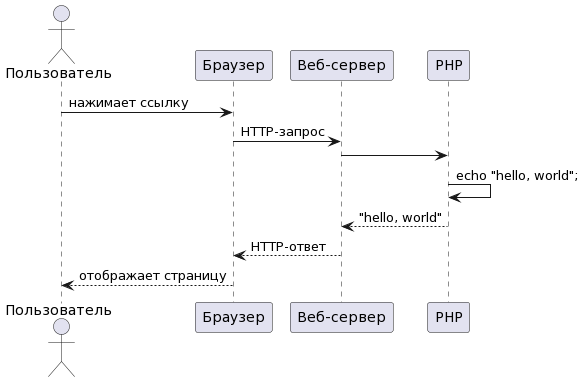 Пользователь
Браузер
Веб-сервер
PHP
нажимает ссылку
HTTP-запрос
echo "hello, world";
"hello, world"
HTTP-ответ
отображает страницу
Пользователь
Браузер
Веб-сервер
PHP